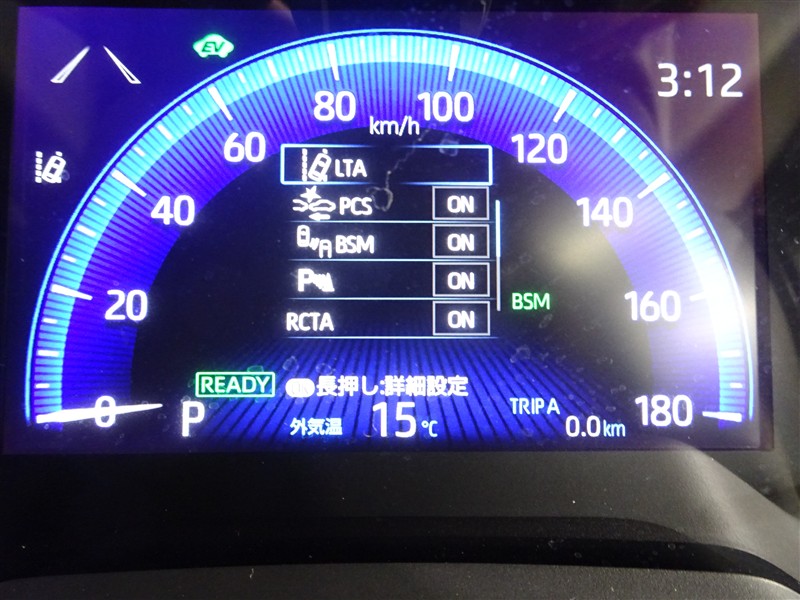 EV
3:12
80
100
km/h
60
120
LTA
40
PCS ON
140
BSM ON
P ON
20
BSM
160
RCTA ON
READY
長押し:詳細設定
0
P
外気温 15℃
TRIP A
0.0km
180